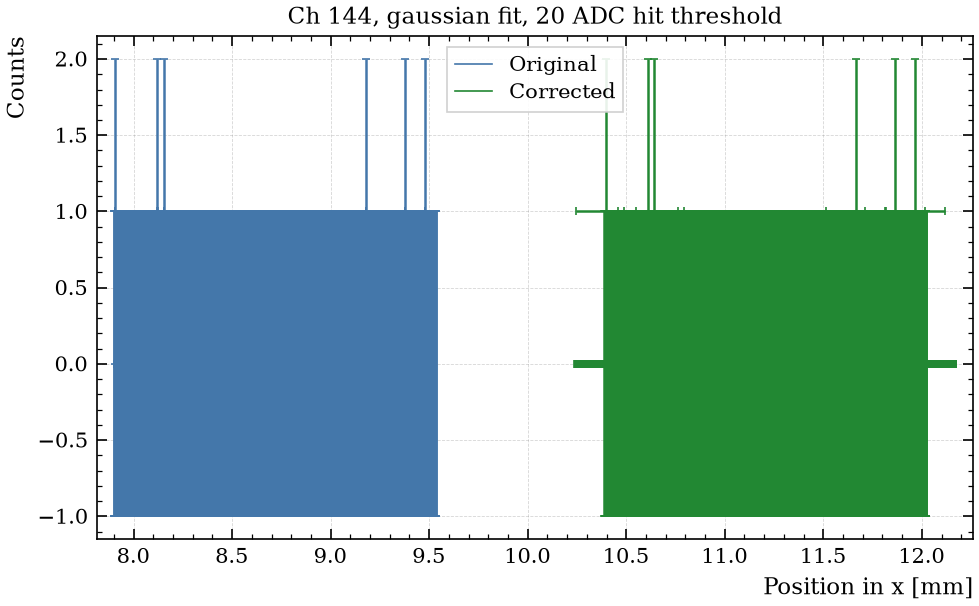 Ch 144, gaussian fit, 20 ADC hit threshold
Counts
Original
Corrected
2.0
1.5
1.0
0.5
0.0
−0.5
−1.0
8.0 8.5 9.0 9.5 10.0 10.5 11.0 11.5 12.0
Position in x [mm]